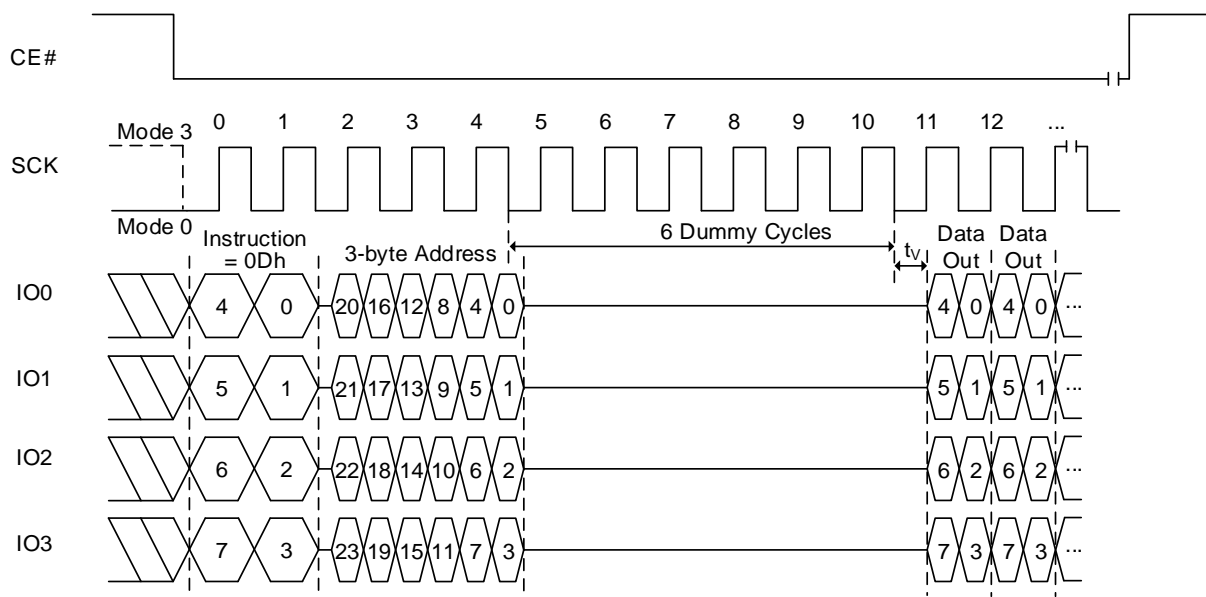 CE#
0 1 2 3 4 5 6 7 8 9 10 11 12 ...
Mode 3
SCK
Mode 0
Instruction
= 0Dh
3-byte Address
6 Dummy Cycles
tV
Data
Out
Data
Out
IO0 4 0 20 16 12 8 4 0 4 0 4 0 ...
IO1 5 1 21 17 13 9 5 1 5 1 5 1 ...
IO2 6 2 22 18 14 10 6 2 6 2 6 2 ...
IO3 7 3 23 19 15 11 7 3 7 3 7 3 ...